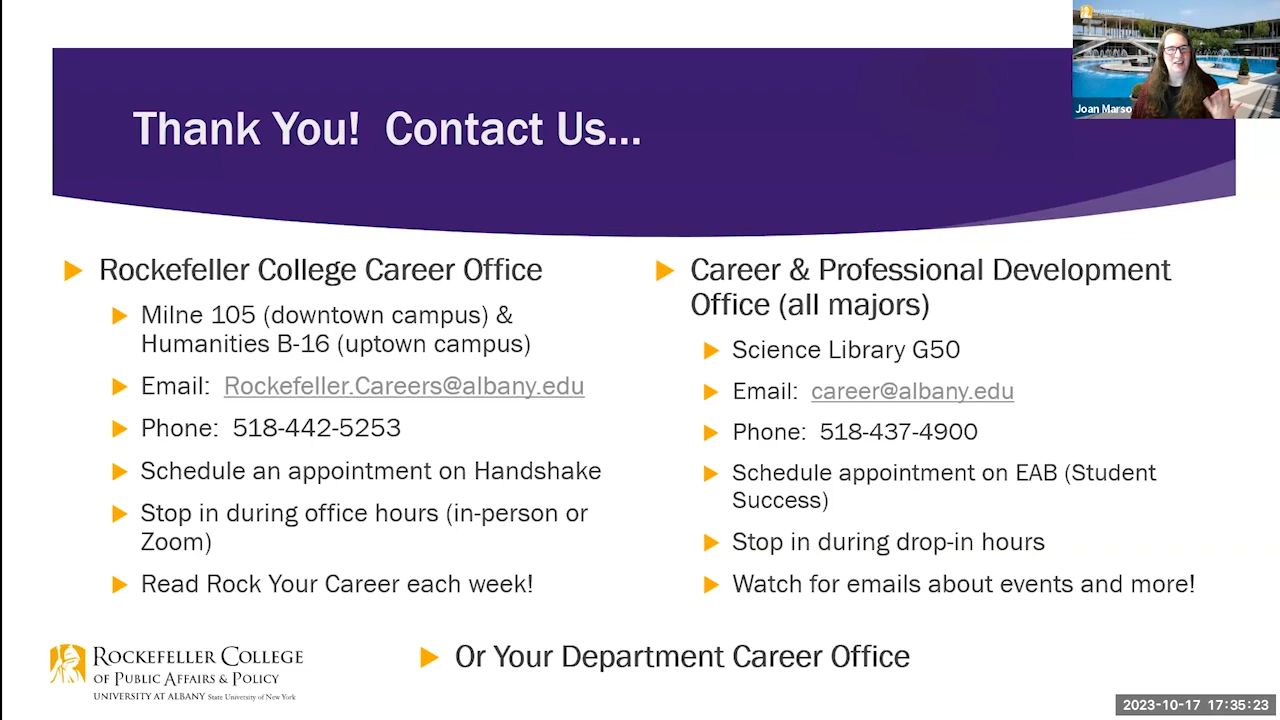 Thank You!  Contact Us...
Joan Marso
Rockefeller College Career Office
Milne 105 (downtown campus) &
Humanities B-16 (uptown campus)
Email:  Rockefeller.Careers@albany.edu
Phone:  518-442-5253
Schedule an appointment on Handshake
Stop in during office hours (in-person or
Zoom)
Read Rock Your Career each week!
Career & Professional Development
Office (all majors)
Science Library G50
Email:  career@albany.edu
Phone:  518-437-4900
Schedule appointment on EAB (Student
Success)
Stop in during drop-in hours
Watch for emails about events and more!
Or Your Department Career Office
ROCKEFELLER COLLEGE
OF PUBLIC AFFAIRS & POLICY
UNIVERSITY AT ALBANY State University of New York
2023-10-17 17:35:23